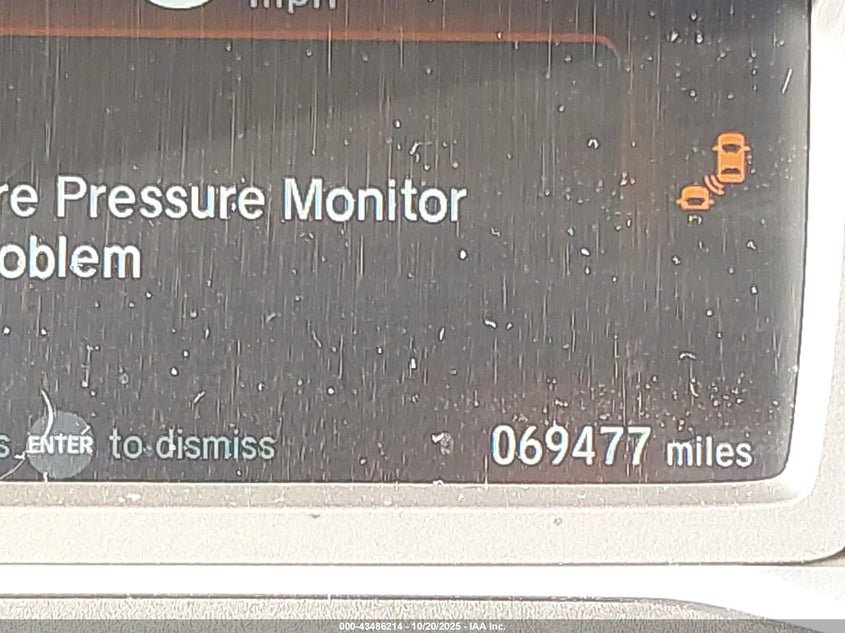 mph
re Pressure Monitor
oblem
s ENTER to dismiss
069477 miles
000-43486214 - 10/20/2025 - IAA Inc.